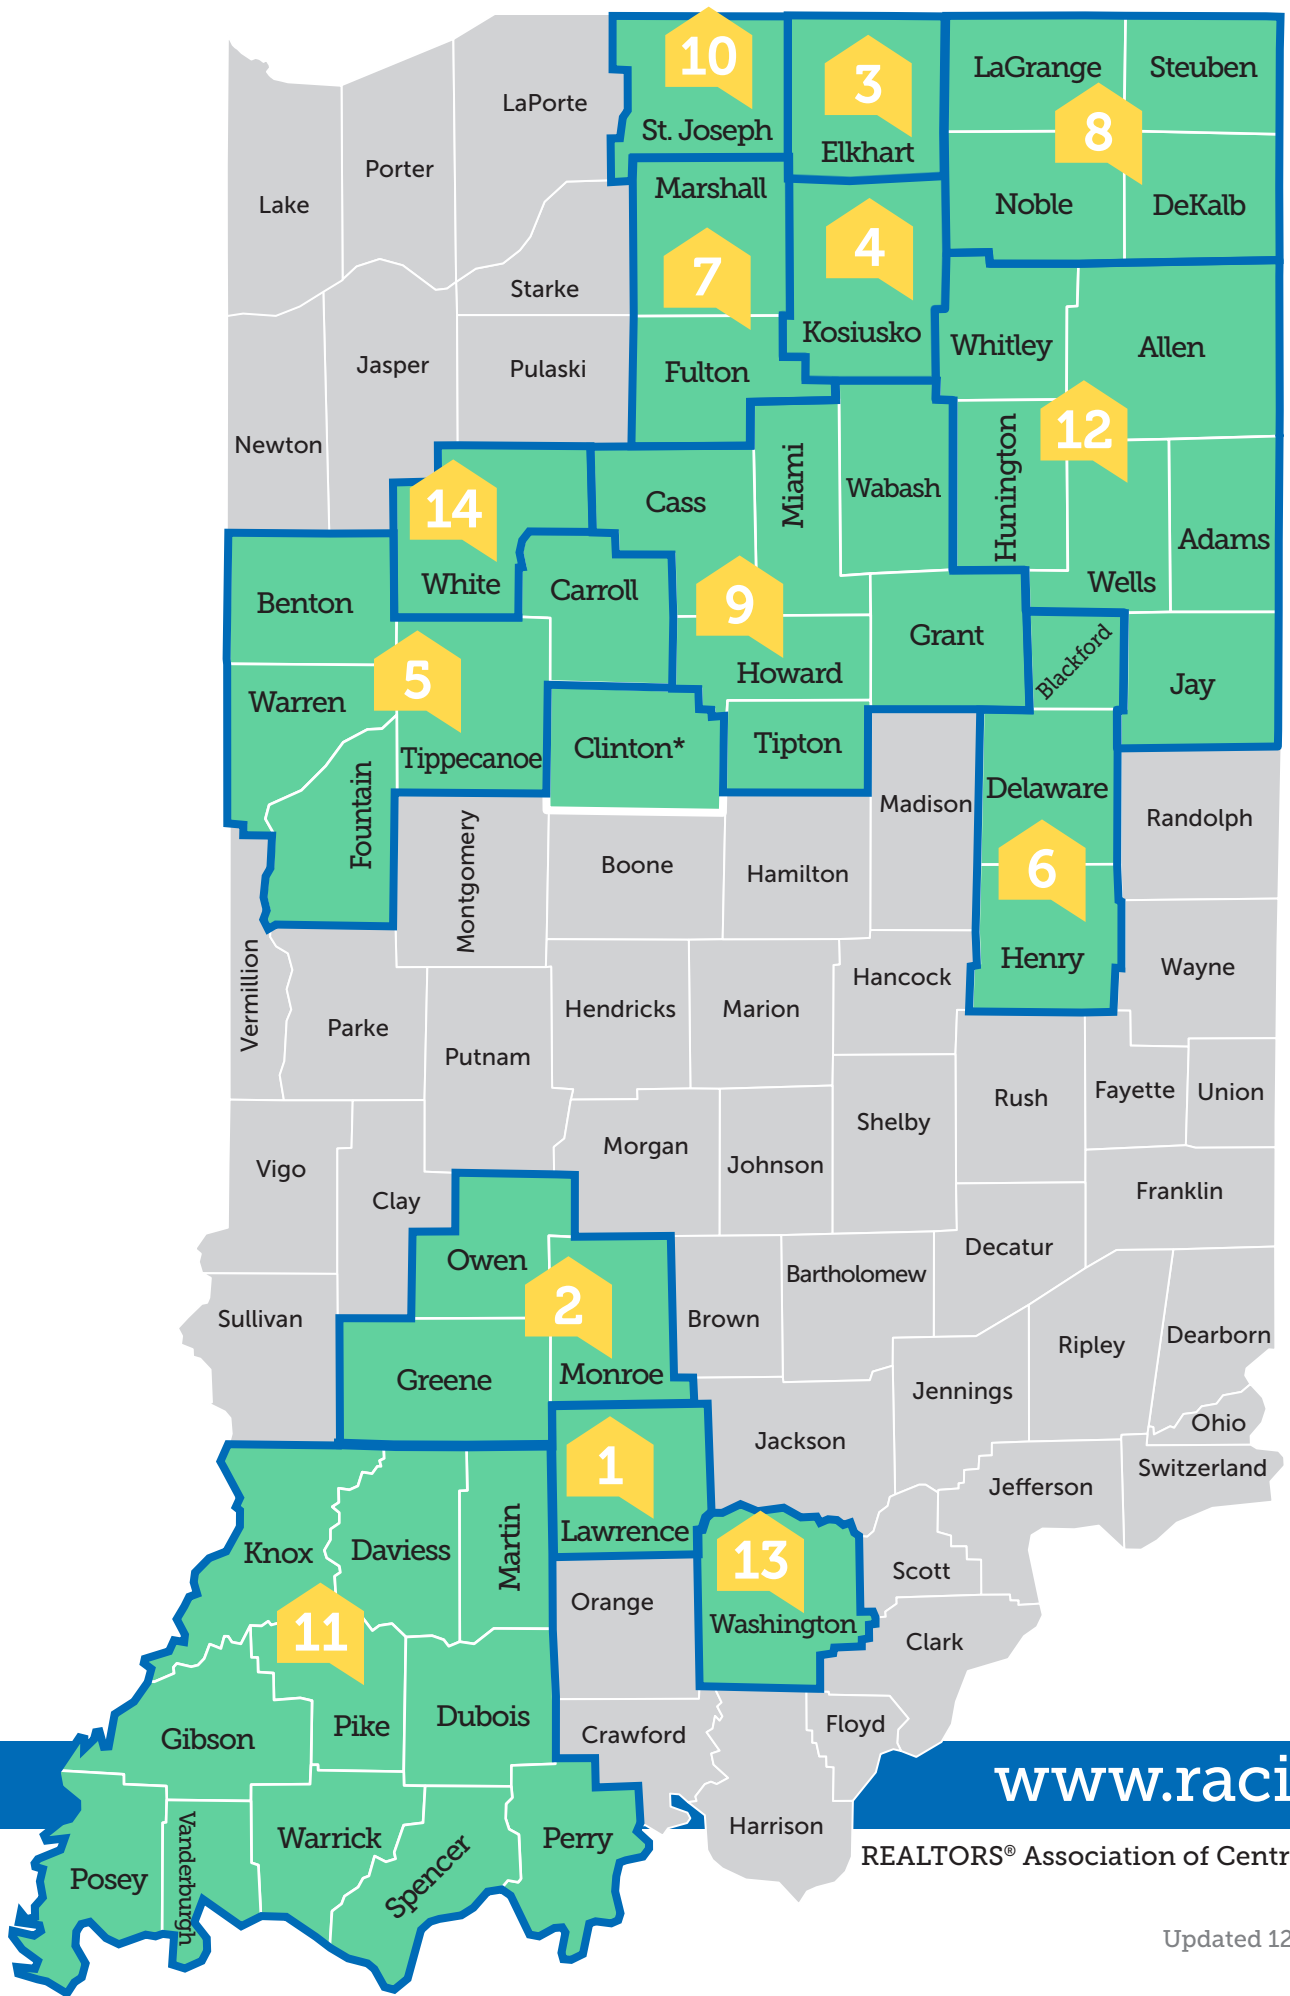 10
3
LaGrange
Steuben
LaPorte
8
St. Joseph
Elkhart
Porter
Marshall
Lake
Noble
DeKalb
4
7
Starke
Kosiusko
Whitley
Allen
Jasper
Pulaski
Fulton
12
Newton
Hunington
Miami
Wabash
Cass
14
Adams
White
Carroll
Wells
Benton
9
Grant
Blackford
5
Howard
Jay
Warren
Tippecanoe
Clinton*
Tipton
Delaware
Fountain
Madison
Randolph
Montgomery
Boone
Hamilton
6
Henry
Wayne
Vermillion
Hancock
Hendricks
Marion
Parke
Putnam
Rush
Fayette
Union
Shelby
Morgan
Johnson
Vigo
Clay
Franklin
Owen
Decatur
Bartholomew
2
Sullivan
Brown
Ripley
Dearborn
Greene
Monroe
Jennings
Ohio
Jackson
1
Switzerland
Jefferson
Lawrence
Knox
Daviess
Martin
13
Scott
Orange
Washington
11
Clark
Gibson
Pike
Dubois
Crawford
Floyd
www.raci
Harrison
Warrick
Perry
Vanderburgh
Spencer
Posey
REALTORS® Association of Centr
Updated 12